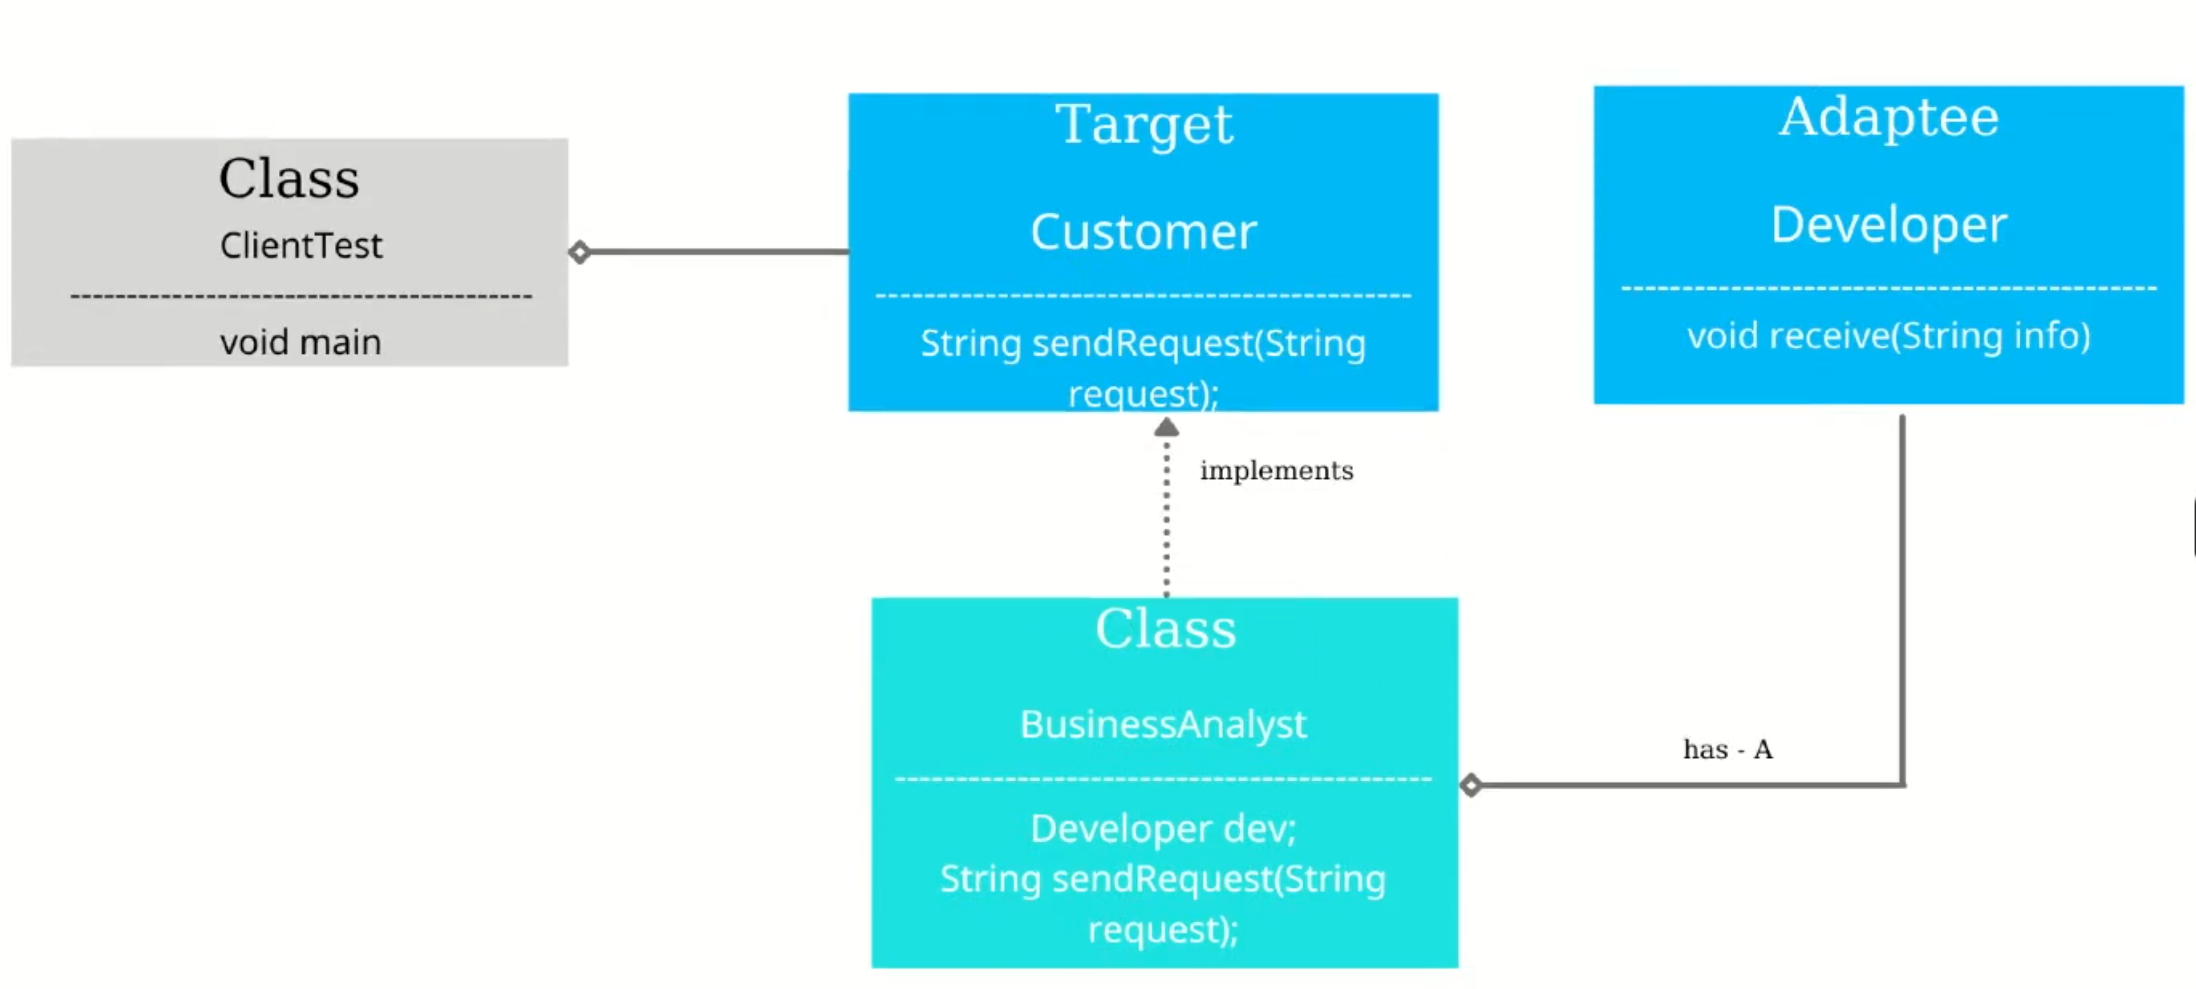 Class
ClientTest
void main
Target
Customer
String sendRequest(String
request);
Adaptee
Developer
void receive(String info)
implements
Class
BusinessAnalyst
Developer dev;
String sendRequest(String
request);
has - A